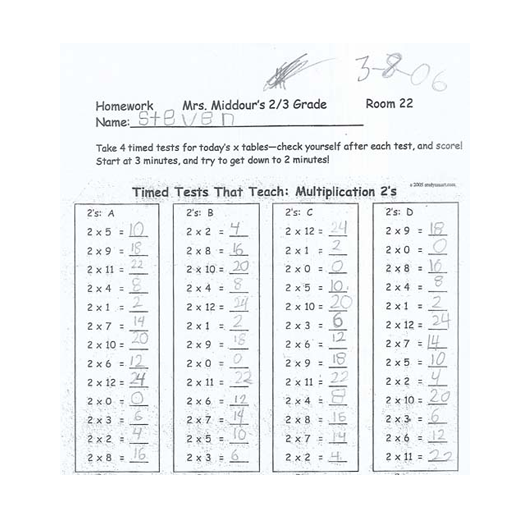 3-8-06
Homework Mrs. Middour's 2/3 Grade Room 22
Name: Steven
Take 4 timed tests for today's x tables—check yourself after each test, and score!
Start at 3 minutes, and try to get down to 2 minutes!
Timed Tests That Teach: Multiplication 2's
2's: A 2's: B 2's: C 2's: D
2 x 5 = 10 2 x 2 = 4 2 x 12 = 24 2 x 9 = 18
2 x 9 = 18 2 x 8 = 16 2 x 1 = 2 2 x 0 = 0
2 x 11 = 22 2 x 10 = 20 2 x 0 = 0 2 x 8 = 16
2 x 4 = 8 2 x 4 = 8 2 x 5 = 10 2 x 4 = 8
2 x 1 = 2 2 x 12 = 24 2 x 10 = 20 2 x 1 = 2
2 x 7 = 14 2 x 1 = 2 2 x 3 = 6 2 x 12 = 24
2 x 10 = 20 2 x 9 = 18 2 x 6 = 12 2 x 7 = 14
2 x 6 = 12 2 x 0 = 0 2 x 9 = 18 2 x 5 = 10
2 x 12 = 24 2 x 11 = 22 2 x 11 = 22 2 x 2 = 4
2 x 0 = 0 2 x 6 = 12 2 x 4 = 8 2 x 10 = 20
2 x 3 = 6 2 x 7 = 14 2 x 8 = 16 2 x 3 = 6
2 x 2 = 4 2 x 5 = 10 2 x 7 = 14 2 x 6 = 12
2 x 8 = 16 2 x 3 = 6 2 x 2 = 4 2 x 11 = 22